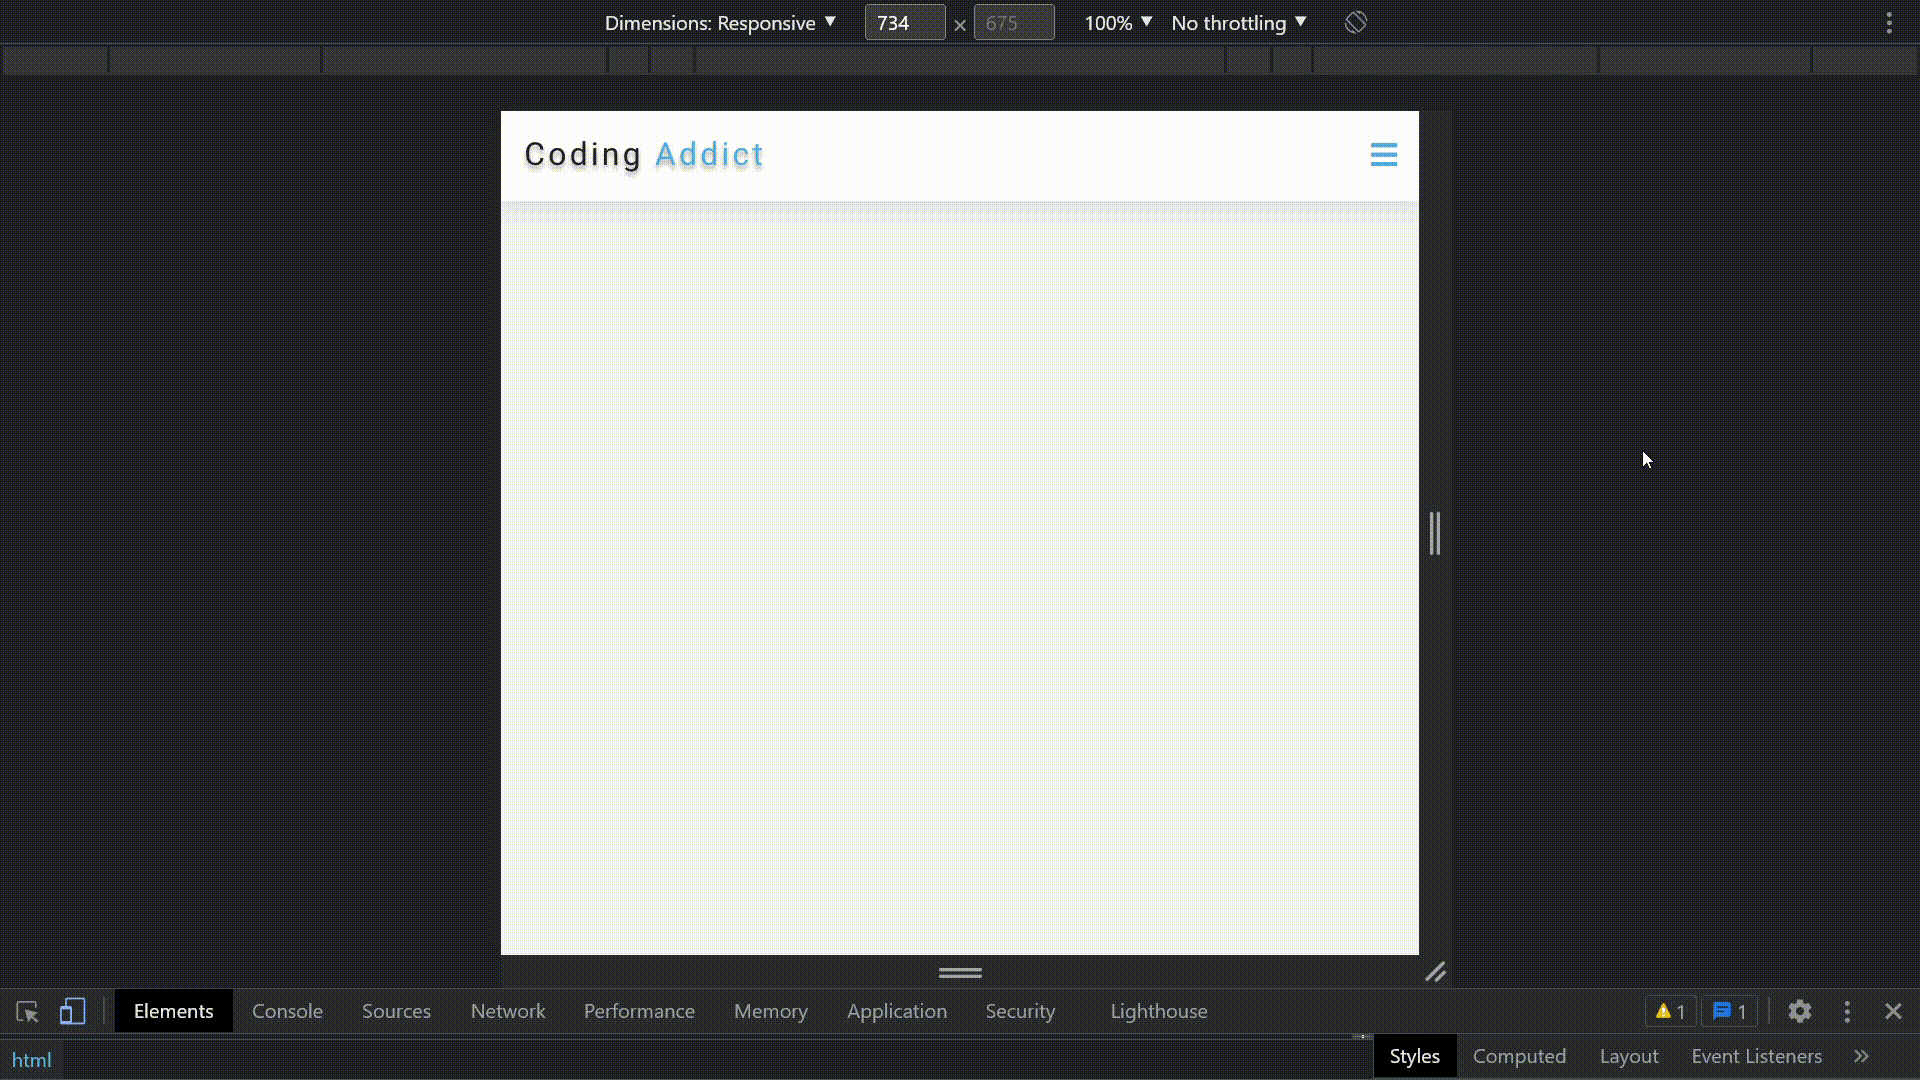 Dimensions: Responsive ▼ 734 × 675 100% ▼ No throttling ▼
Coding Addict
Elements Console Sources Network Performance Memory Application Security Lighthouse 1 1
html
Styles Computed Layout Event Listeners »